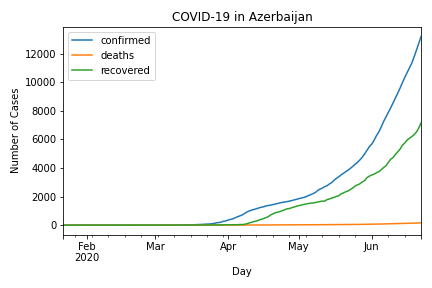 COVID-19 in Azerbaijan
confirmed
deaths
recovered
Number of Cases
12000
10000
8000
6000
4000
2000
0
Feb Mar Apr May Jun
2020
Day